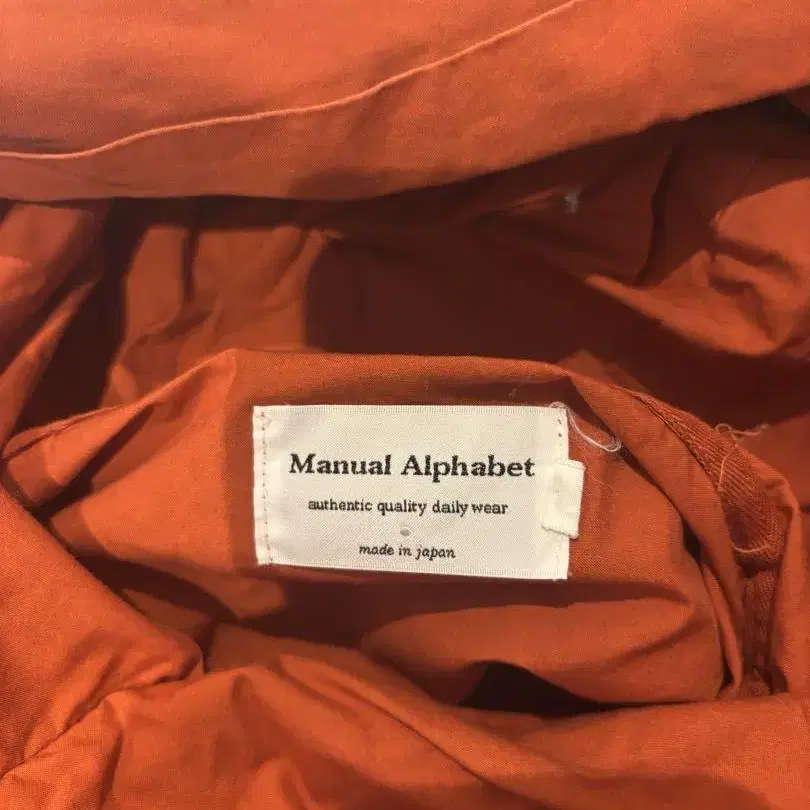 Manual Alphabet
authentic quality daily wear
made in japan